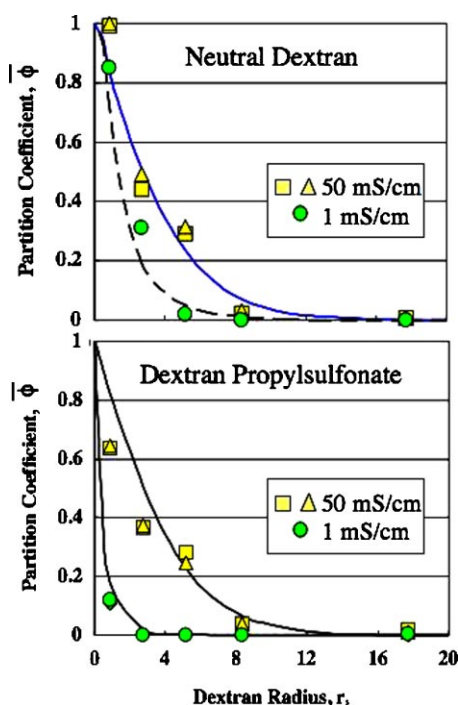 Partition Coefficient, Φ̅
1
0.8
0.6
0.4
0.2
0
Neutral Dextran
50 mS/cm
1 mS/cm
Partition Coefficient, Φ̅
1
0.8
0.6
0.4
0.2
0
Dextran Propylsulfonate
50 mS/cm
1 mS/cm
0 4 8 12 16 20
Dextran Radius, r